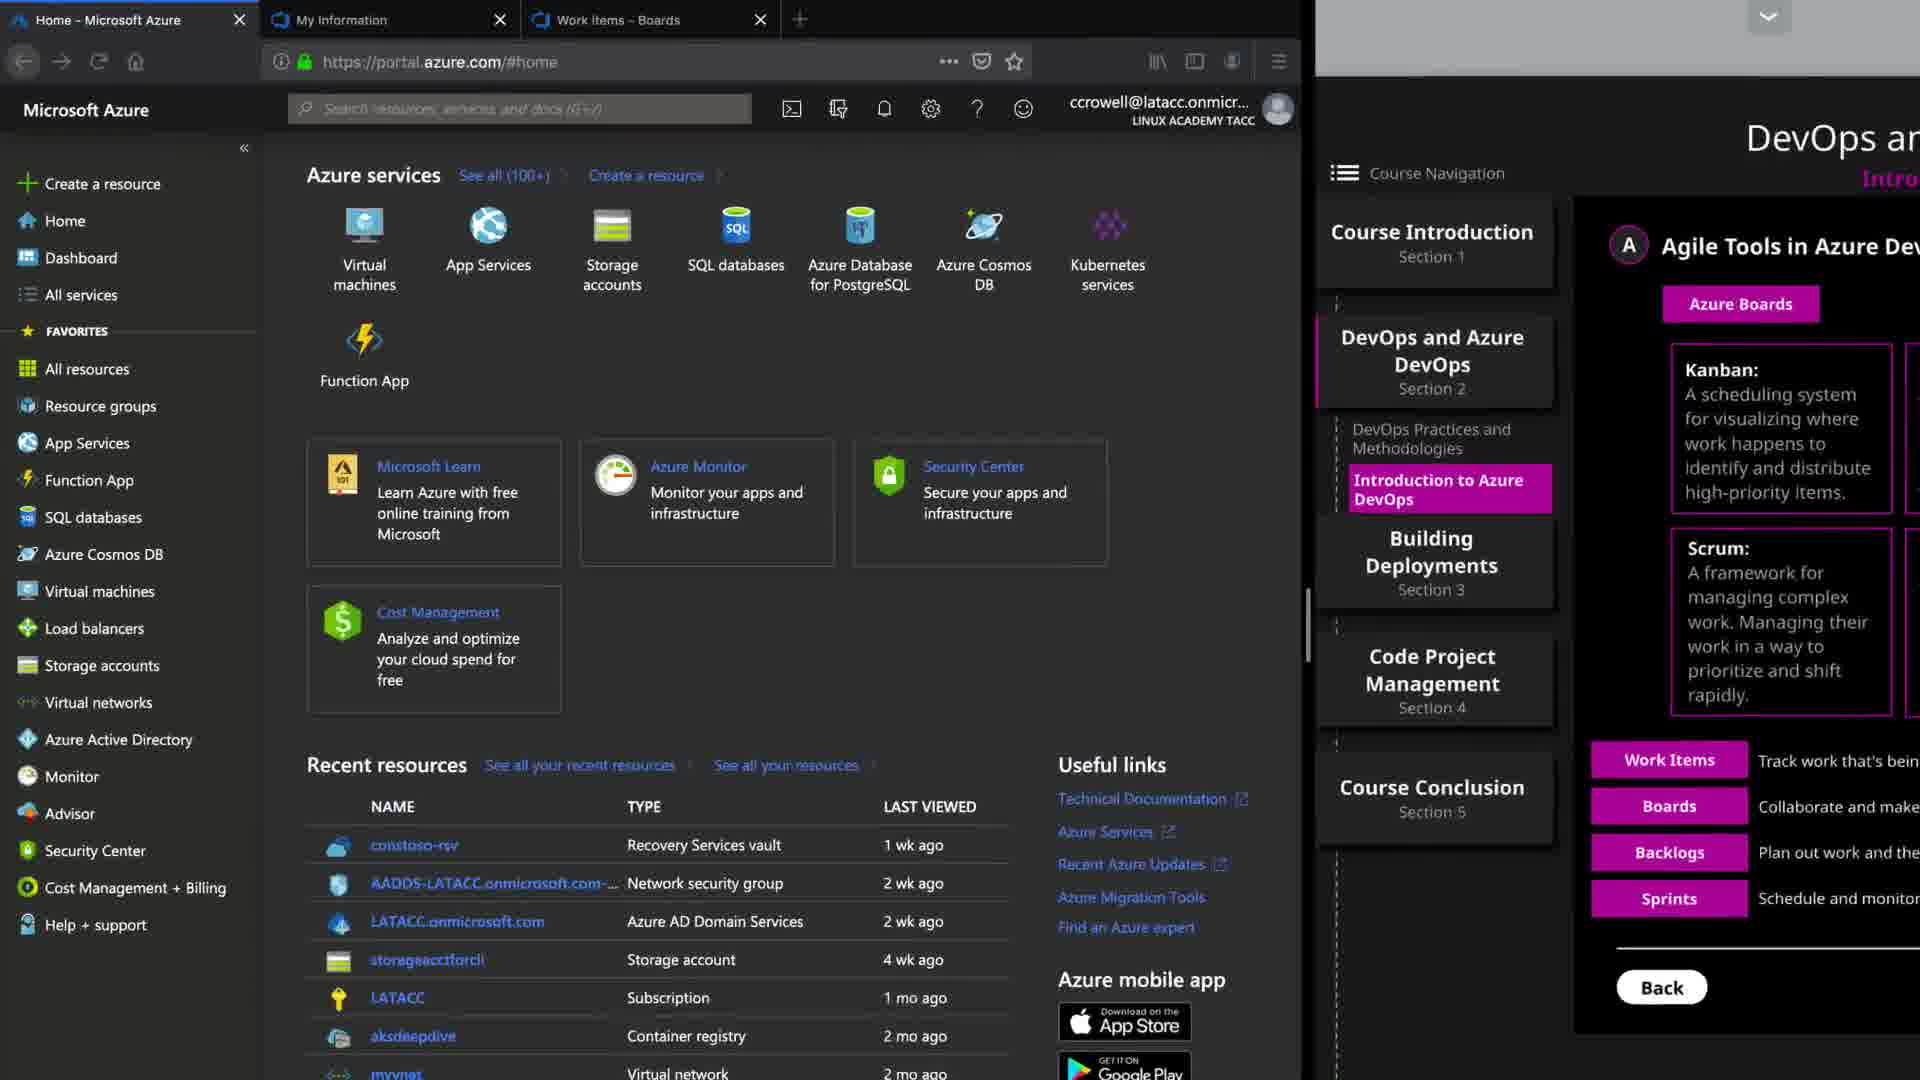 Home - Microsoft Azure
My Information
Work Items - Boards
https://portal.azure.com/#home
Microsoft Azure
Search resources, services, and docs (G+/)
ccrowell@latacc.onmicr...
LINUX ACADEMY TACC
Create a resource
Home
Dashboard
All services
FAVORITES
All resources
Resource groups
App Services
Function App
SQL databases
Azure Cosmos DB
Virtual machines
Load balancers
Storage accounts
Virtual networks
Azure Active Directory
Monitor
Advisor
Security Center
Cost Management + Billing
Help + support
Azure services
See all (100+)
Create a resource
Virtual
machines
App Services
Storage
accounts
SQL
SQL databases
Azure Database
for PostgreSQL
Azure Cosmos
DB
Kubernetes
services
Function App
101
Microsoft Learn
Learn Azure with free
online training from
Microsoft
Azure Monitor
Monitor your apps and
infrastructure
Security Center
Secure your apps and
infrastructure
Cost Management
Analyze and optimize
your cloud spend for
free
Recent resources
See all your recent resources
See all your resources
NAME TYPE LAST VIEWED
constoso-rsv Recovery Services vault 1 wk ago
AADDS-LATACC.onmicrosoft.com-... Network security group 2 wk ago
LATACC.onmicrosoft.com Azure AD Domain Services 2 wk ago
storageacctforcli Storage account 4 wk ago
LATACC Subscription 1 mo ago
aksdeepdive Container registry 2 mo ago
myvnet Virtual network 2 mo ago
Useful links
Technical Documentation
Azure Services
Recent Azure Updates
Azure Migration Tools
Find an Azure expert
Azure mobile app
Download on the
App Store
GET IT ON
Google Play
Course Navigation
Course Introduction
Section 1
DevOps and Azure
DevOps
Section 2
DevOps Practices and
Methodologies
Introduction to Azure
DevOps
Building
Deployments
Section 3
Code Project
Management
Section 4
Course Conclusion
Section 5
DevOps an
Intro
A
Agile Tools in Azure Dev
Azure Boards
Kanban:
A scheduling system
for visualizing where
work happens to
identify and distribute
high-priority items.
Scrum:
A framework for
managing complex
work. Managing their
work in a way to
prioritize and shift
rapidly.
Work Items Track work that's bein
Boards Collaborate and make
Backlogs Plan out work and the
Sprints Schedule and monitor
Back